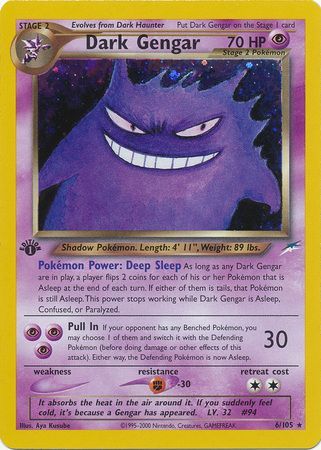 STAGE 2 Evolves from Dark Haunter Put Dark Gengar on the Stage 1 card
Dark Gengar 70 HP
Stage 2 Pokémon
Shadow Pokémon. Length: 4' 11", Weight: 89 lbs.
EDITION
1
Pokémon Power: Deep Sleep As long as any Dark Gengar
are in play, a player flips 2 coins for each of his or her Pokémon that is
Asleep at the end of each turn. If either of them is tails, that Pokémon
is still Asleep. This power stops working while Dark Gengar is Asleep,
Confused, or Paralyzed.
Pull In If your opponent has any Benched Pokémon, you
may choose 1 of them and switch it with the Defending
Pokémon (before doing damage or other effects of this
attack). Either way, the Defending Pokémon is now Asleep.
30
weakness resistance retreat cost
-30
It absorbs the heat in the air around it. If you suddenly feel
cold, it's because a Gengar has appeared. LV. 32 #94
Illus. Aya Kusube ©1995-2000 Nintendo, Creatures, GAMEFREAK. 6/105